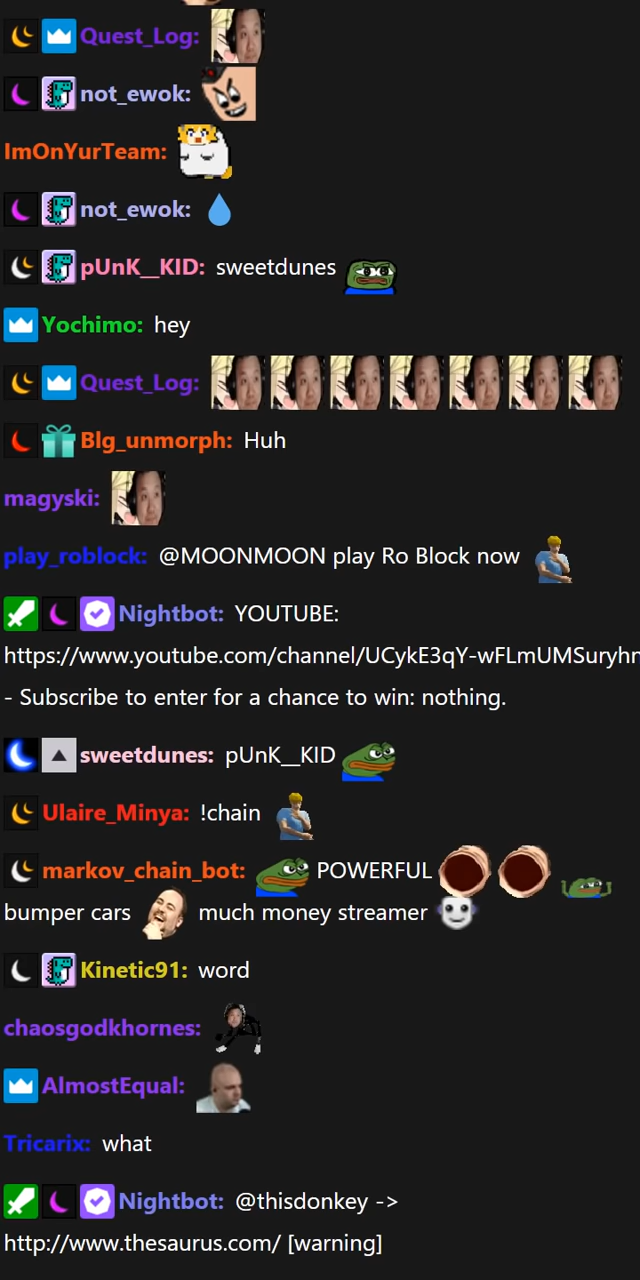 Quest_Log:
not_ewok:
ImOnYurTeam:
not_ewok:
pUnK__KID: sweetdunes
Yochimo: hey
Quest_Log:
Blg_unmorph: Huh
magyski:
play_roblock: @MOONMOON play Ro Block now
Nightbot: YOUTUBE:
https://www.youtube.com/channel/UCykE3qY-wFLmUMSuryhr
- Subscribe to enter for a chance to win: nothing.
sweetdunes: pUnK__KID
Ulaire_Minya: !chain
markov_chain_bot: POWERFUL
bumper cars much money streamer
Kinetic91: word
chaosgodkhornes:
AlmostEqual:
Tricarix: what
Nightbot: @thisdonkey ->
http://www.thesaurus.com/ [warning]